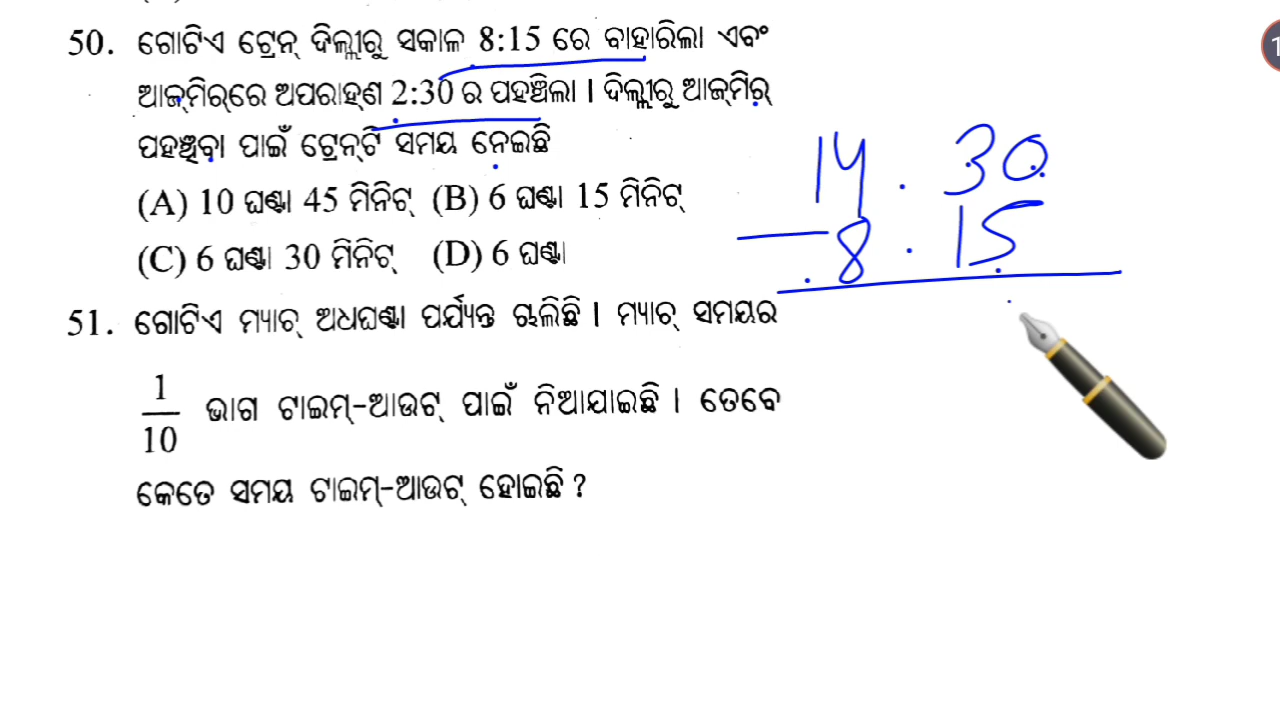 50. ଗୋଟିଏ ଟ୍ରେନ୍ ଦିଲ୍ଲୀରୁ ସକାଳ 8:15 ରେ ବାହାରିଲା ଏବଂ
ଆଜ୍‌ମିର୍‌ରେ ଅପରାହ୍ଣ 2:30 ର ପହଞ୍ଚିଲା । ଦିଲ୍ଲୀରୁ ଆଜ୍‌ମିର୍
ପହଞ୍ଚିବା ପାଇଁ ଟ୍ରେନ୍‌ଟି ସମୟ ନେଇଛି
(A) 10 ଘଣ୍ଟା 45 ମିନିଟ୍ (B) 6 ଘଣ୍ଟା 15 ମିନିଟ୍
(C) 6 ଘଣ୍ଟା 30 ମିନିଟ୍ (D) 6 ଘଣ୍ଟା
14 . 30
– 8 . 15
51. ଗୋଟିଏ ମ୍ୟାଚ୍ ଅଧଘଣ୍ଟା ପର୍ଯ୍ୟନ୍ତ ଚାଲିଛି । ମ୍ୟାଚ୍ ସମୟର
1/10 ଭାଗ ଟାଇମ୍-ଆଉଟ୍ ପାଇଁ ନିଆଯାଇଛି । ତେବେ
କେତେ ସମୟ ଟାଇମ୍-ଆଉଟ୍ ହୋଇଛି ?